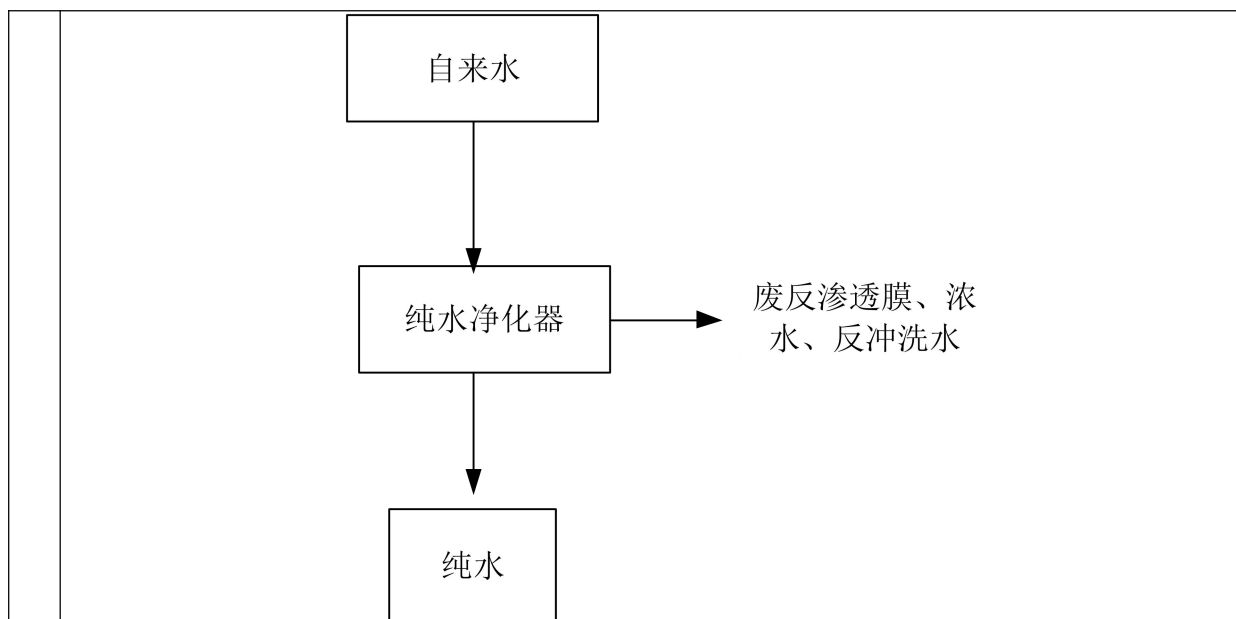 自来水
纯水净化器
废反渗透膜、浓
水、反冲洗水
纯水